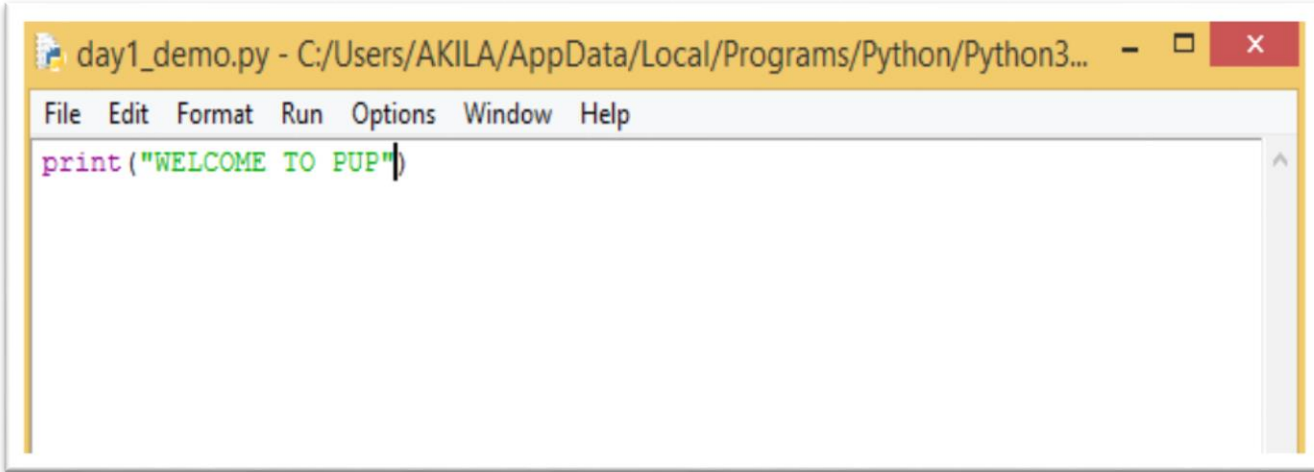 day1_demo.py - C:/Users/AKILA/AppData/Local/Programs/Python/Python3...
File Edit Format Run Options Window Help
print("WELCOME TO PUP")